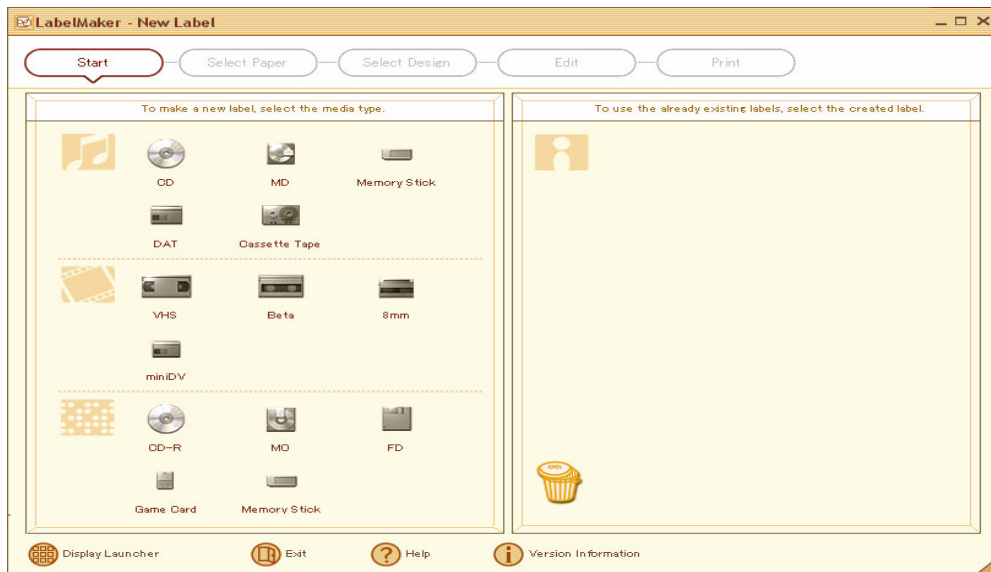 LabelMaker - New Label
Start
Select Paper
Select Design
Edit
Print
To make a new label, select the media type.
CD
MD
Memory Stick
DAT
Cassette Tape
VHS
Beta
8mm
miniDV
CD-R
MO
FD
Game Card
Memory Stick
To use the already existing labels, select the created label.
Display Launcher
Exit
Help
Version Information